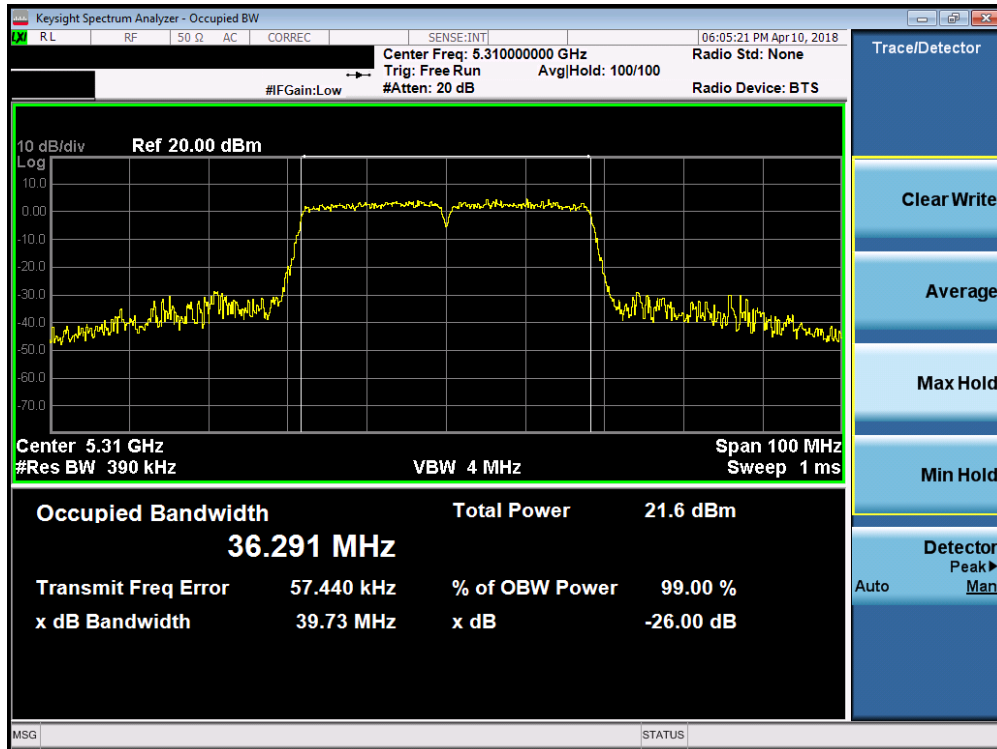 Keysight Spectrum Analyzer - Occupied BW
LXI RL RF 50 Ω AC CORREC SENSE:INT 06:05:21 PM Apr 10, 2018
Center Freq: 5.310000000 GHz Radio Std: None
Trig: Free Run Avg|Hold: 100/100
#IFGain:Low #Atten: 20 dB Radio Device: BTS
10 dB/div Ref 20.00 dBm
Log
10.0
0.00
-10.0
-20.0
-30.0
-40.0
-50.0
-60.0
-70.0
Center 5.31 GHz Span 100 MHz
#Res BW 390 kHz VBW 4 MHz Sweep 1 ms
Occupied Bandwidth Total Power 21.6 dBm
36.291 MHz
Transmit Freq Error 57.440 kHz % of OBW Power 99.00 %
x dB Bandwidth 39.73 MHz x dB -26.00 dB
MSG STATUS
Trace/Detector
Clear Write
Average
Max Hold
Min Hold
Detector
Peak▶
Auto Man